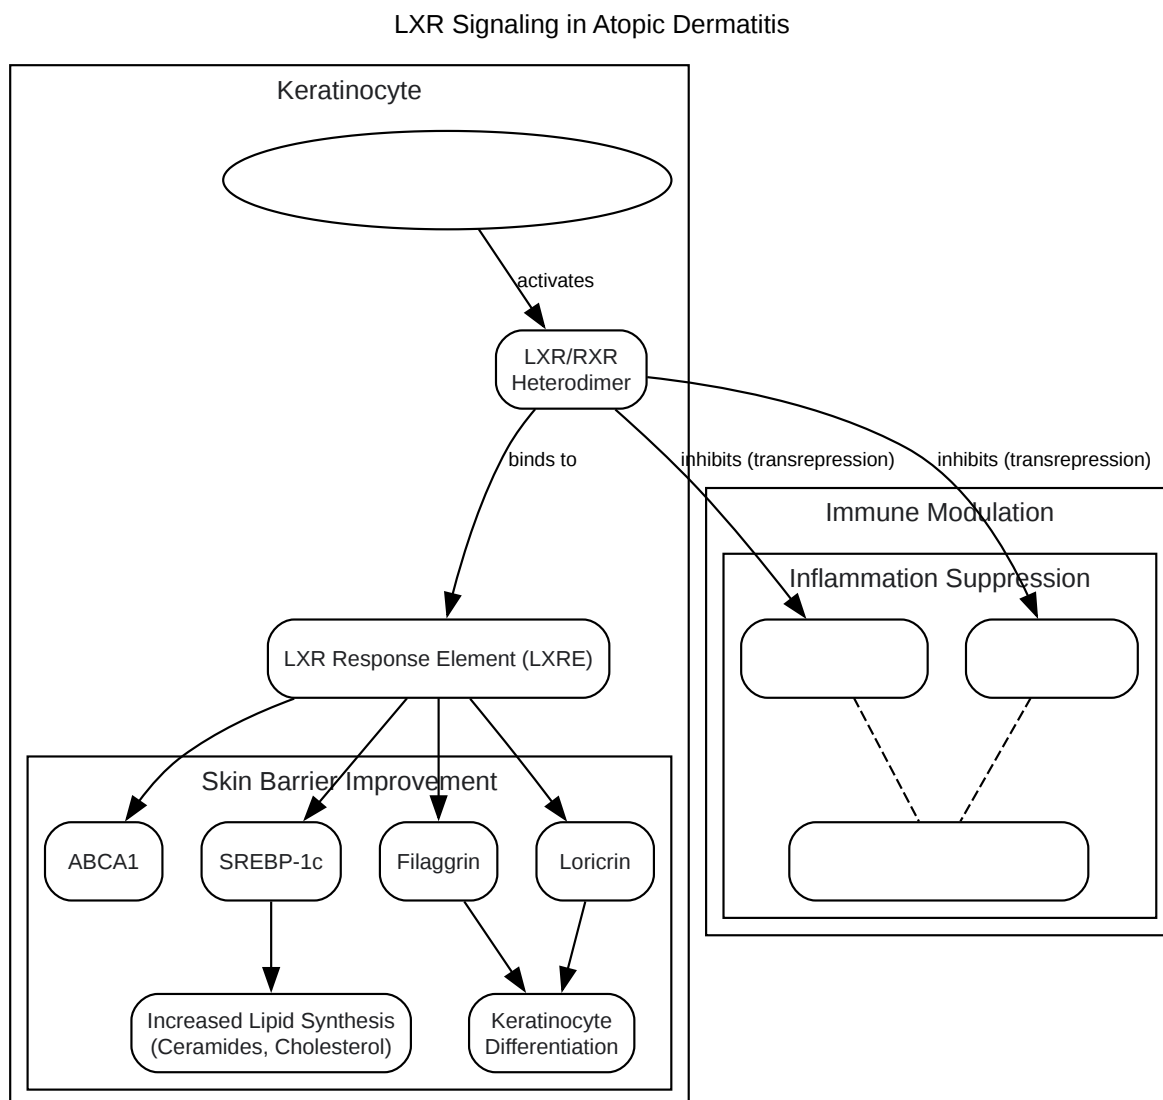 LXR Signaling in Atopic Dermatitis
Keratinocyte
activates
LXR/RXR
Heterodimer
binds to
inhibits (transrepression)
inhibits (transrepression)
Immune Modulation
Inflammation Suppression
LXR Response Element (LXRE)
Skin Barrier Improvement
ABCA1
SREBP-1c
Filaggrin
Loricrin
Increased Lipid Synthesis
(Ceramides, Cholesterol)
Keratinocyte
Differentiation